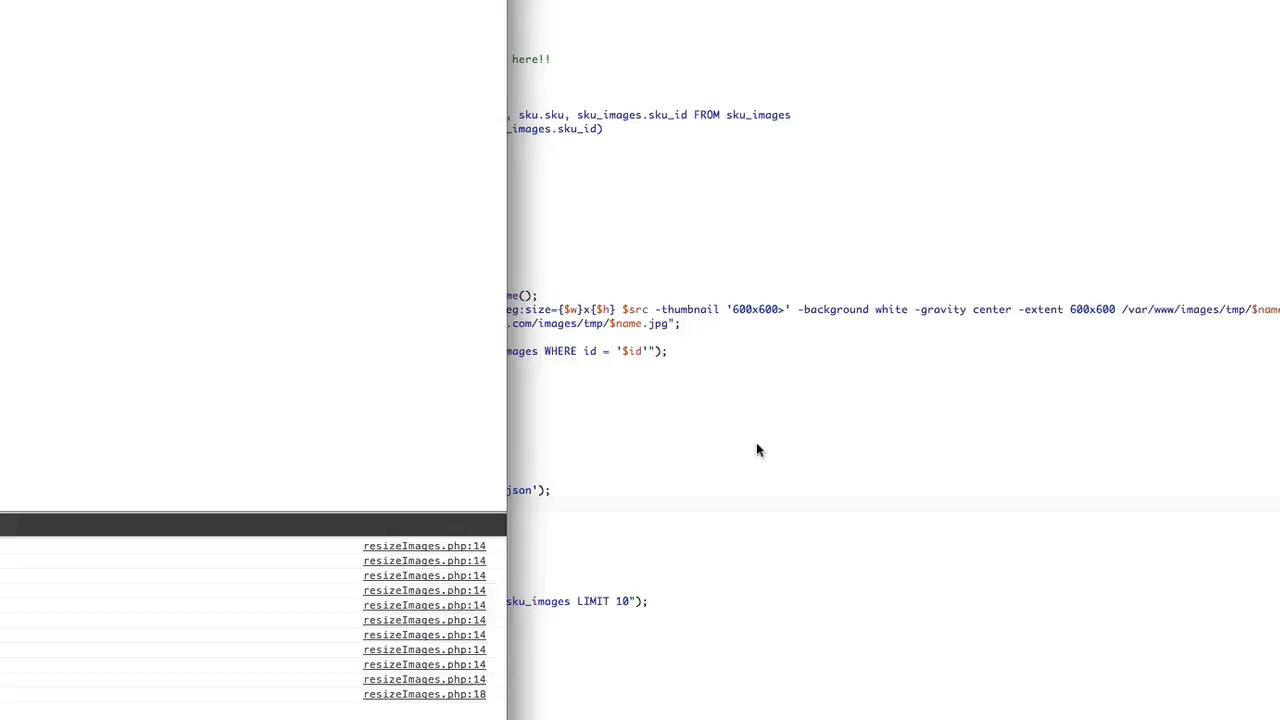 here!!
, sku.sku, sku_images.sku_id FROM sku_images
_images.sku_id)
me();
eg:size={$w}x{$h} $src -thumbnail '600x600>' -background white -gravity center -extent 600x600 /var/www/images/tmp/$name
.com/images/tmp/$name.jpg";
mages WHERE id = '$id'");
json');
sku_images LIMIT 10");
resizeImages.php:14
resizeImages.php:14
resizeImages.php:14
resizeImages.php:14
resizeImages.php:14
resizeImages.php:14
resizeImages.php:14
resizeImages.php:14
resizeImages.php:14
resizeImages.php:14
resizeImages.php:18